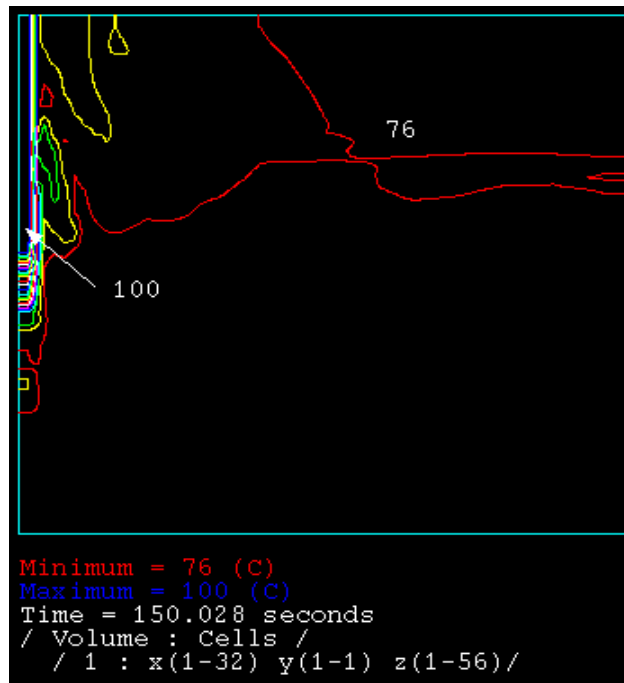 76
100
Minimum = 76 (C)
Maximum = 100 (C)
Time = 150.028 seconds
/ Volume : Cells /
/ 1 : x(1-32) y(1-1) z(1-56)/